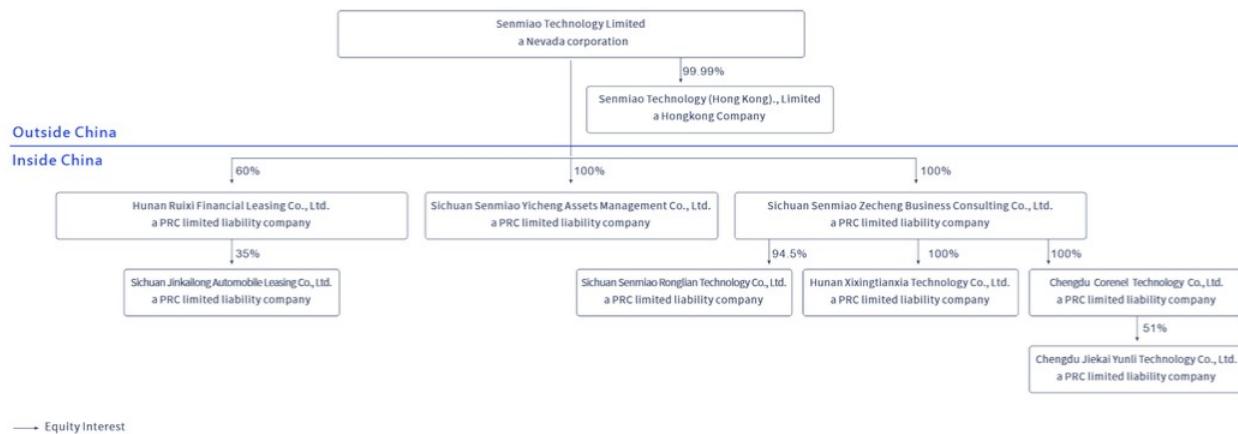 Senmiao Technology Limited
a Nevada corporation
99.99%
Senmiao Technology (Hong Kong)., Limited
a Hongkong Company
Outside China
Inside China
60%
100%
100%
Hunan Ruixi Financial Leasing Co., Ltd.
a PRC limited liability company
Sichuan Senmiao Yicheng Assets Management Co., Ltd.
a PRC limited liability company
Sichuan Senmiao Zecheng Business Consulting Co., Ltd.
a PRC limited liability company
35%
94.5%
100%
100%
Sichuan Jinkailong Automobile Leasing Co., Ltd.
a PRC limited liability company
Sichuan Senmiao Ronglian Technology Co., Ltd.
a PRC limited liability company
Hunan Xixingtianxia Technology Co., Ltd.
a PRC limited liability company
Chengdu Corenel Technology Co., Ltd.
a PRC limited liability company
51%
Chengdu Jiekai Yunli Technology Co., Ltd.
a PRC limited liability company
Equity Interest